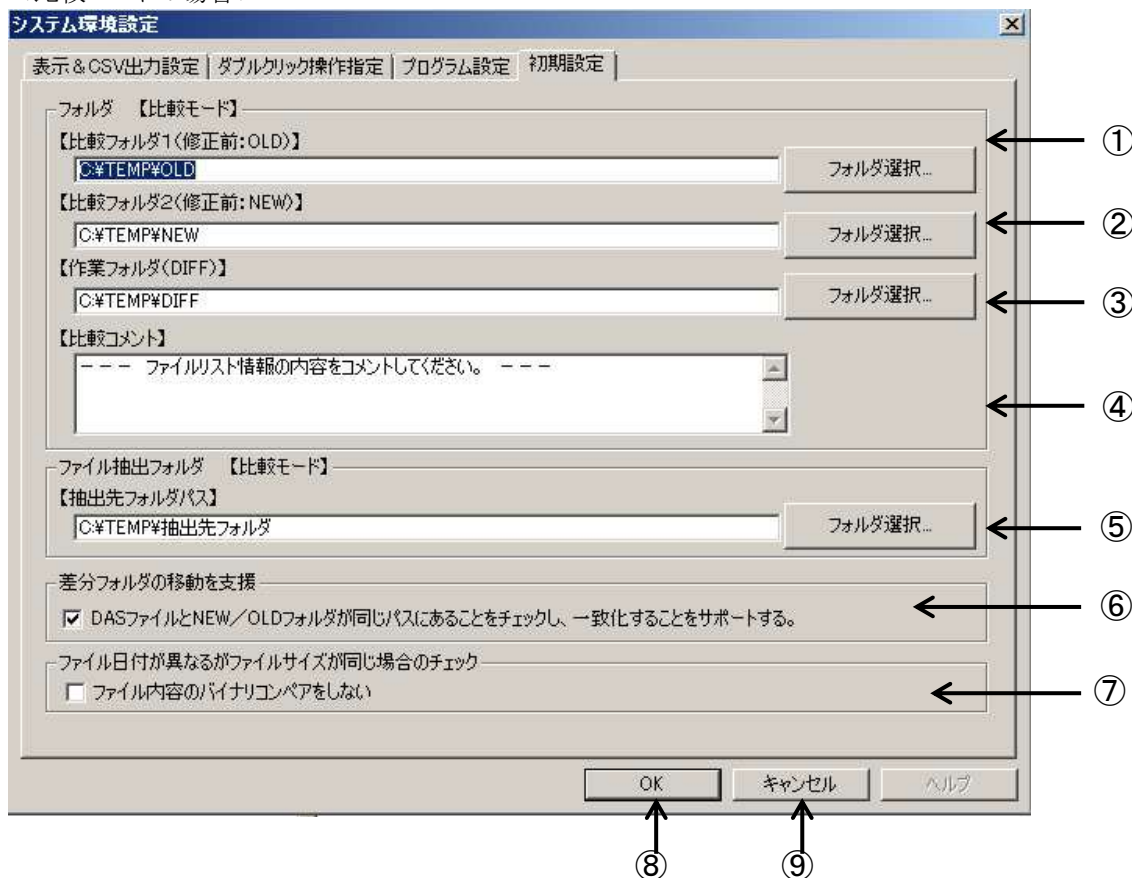 システム環境設定
表示&CSV出力設定 ダブルクリック操作指定 プログラム設定 初期設定
フォルダ 【比較モード】
【比較フォルダ1(修正前:OLD)】
C:¥TEMP¥OLD フォルダ選択... ①
【比較フォルダ2(修正前:NEW)】
C:¥TEMP¥NEW フォルダ選択... ②
【作業フォルダ(DIFF)】
C:¥TEMP¥DIFF フォルダ選択... ③
【比較コメント】
--- ファイルリスト情報の内容をコメントしてください。 ---
④
ファイル抽出フォルダ 【比較モード】
【抽出先フォルダパス】
C:¥TEMP¥抽出先フォルダ フォルダ選択... ⑤
差分フォルダの移動を支援
DASファイルとNEW/OLDフォルダが同じパスにあることをチェックし、一致化することをサポートする。 ⑥
ファイル日付が異なるがファイルサイズが同じ場合のチェック
ファイル内容のバイナリコンペアをしない ⑦
OK キャンセル ヘルプ
⑧ ⑨